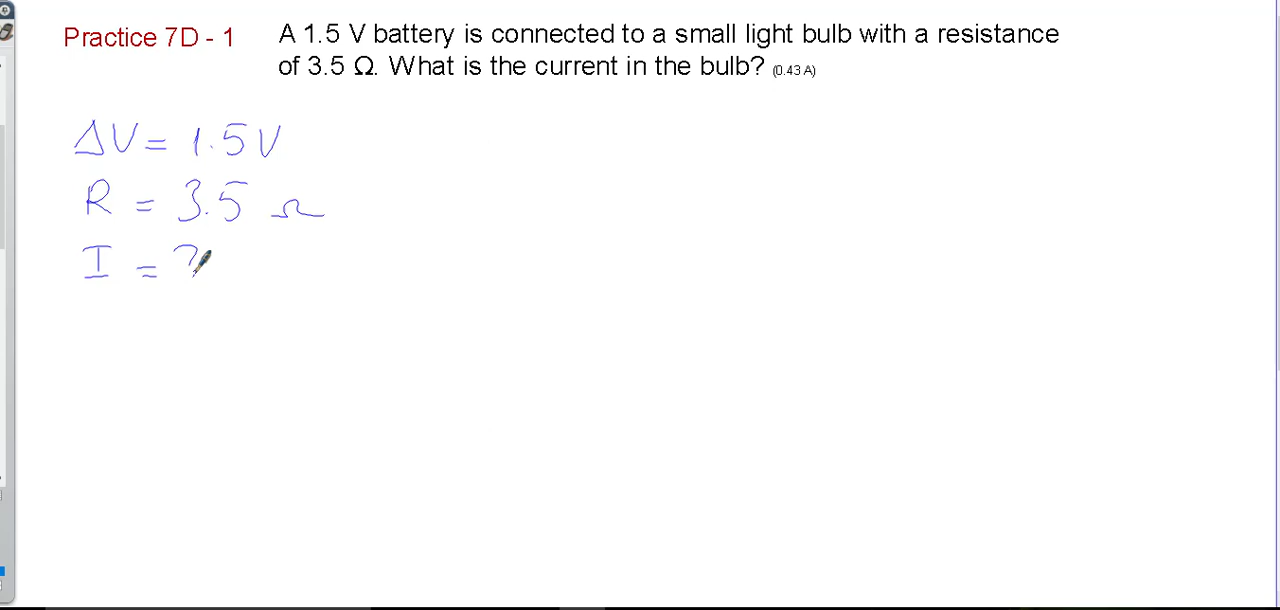 Practice 7D - 1
A 1.5 V battery is connected to a small light bulb with a resistance
of 3.5 Ω. What is the current in the bulb? (0.43 A)
ΔV = 1.5 V
R = 3.5 Ω
I = ?